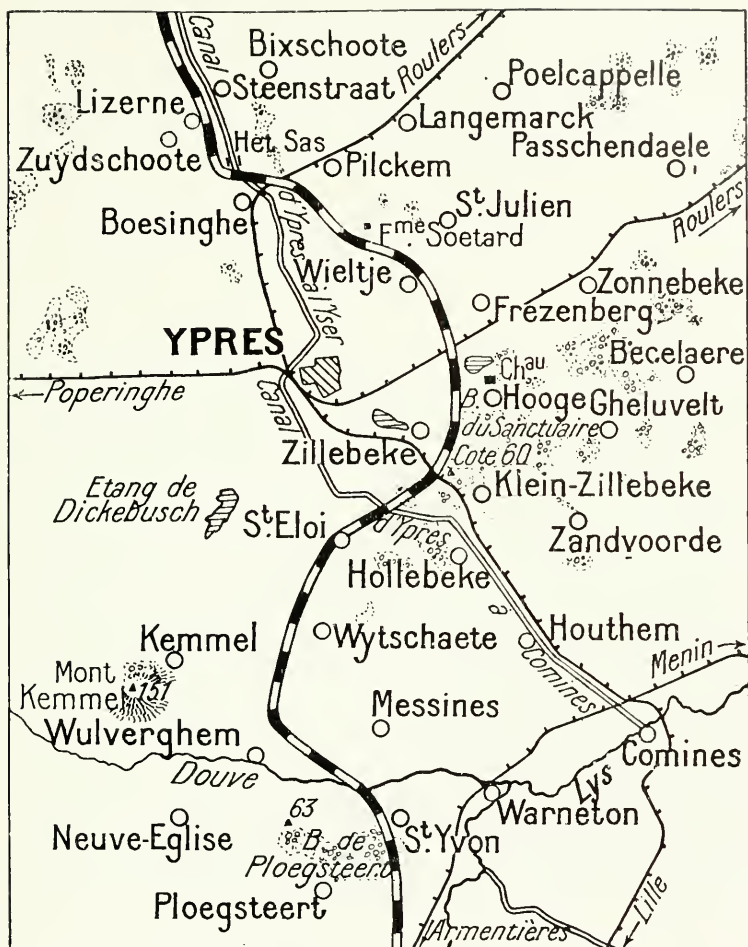 Canal
Bixschoote
Roulers
Steenstraat
Poelcappelle
Lizerne
Langemarck
Het Sas
Passchendaele
Zuydschoote
Pilckem
Boesinghe
d'Ypres à l'Yser
St. Julien
Fme. Soetard
Roulers
Wieltje
Zonnebeke
Frezenberg
YPRES
Chau
Becelaere
Poperinghe
Canal
B.
du Sanctuaire
Hooge
Gheluvelt
Zillebeke
Cote 60
Klein-Zillebeke
Etang de
Dickebusch
St. Eloi
d'Ypres
Zandvoorde
Hollebeke
à
Comines
Kemmel
Wytschaete
Houthem
Menin
Mont
Kemmel
151
Messines
Wulverghem
Comines
Douve
Lys
Warneton
63
Neuve-Eglise
B. de
Ploegsteert
St. Yvon
Ploegsteert
Lille
Armentières